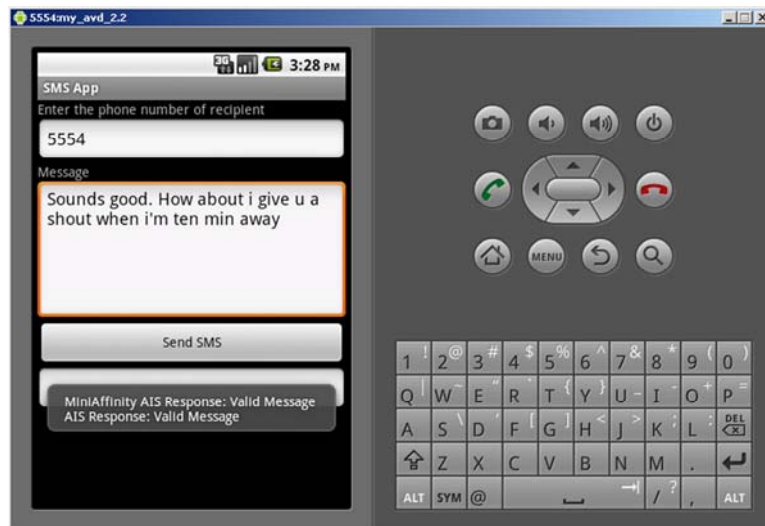 5554:my_avd_2.2
3G 3:28 PM
SMS App
Enter the phone number of recipient
5554
Message
Sounds good. How about i give u a
shout when i'm ten min away
Send SMS
MiniAffinity AIS Response: Valid Message
AIS Response: Valid Message
MENU
1 ! 2 @ 3 # 4 $ 5 % 6 ^ 7 & 8 * 9 ( 0 )
Q | W ~ E " R ` T { Y } U - I - O + P =
A S \ D ' F [ G ] H < J > K ; L : DEL
Z X C V B N M .
ALT SYM @ / ? , ALT